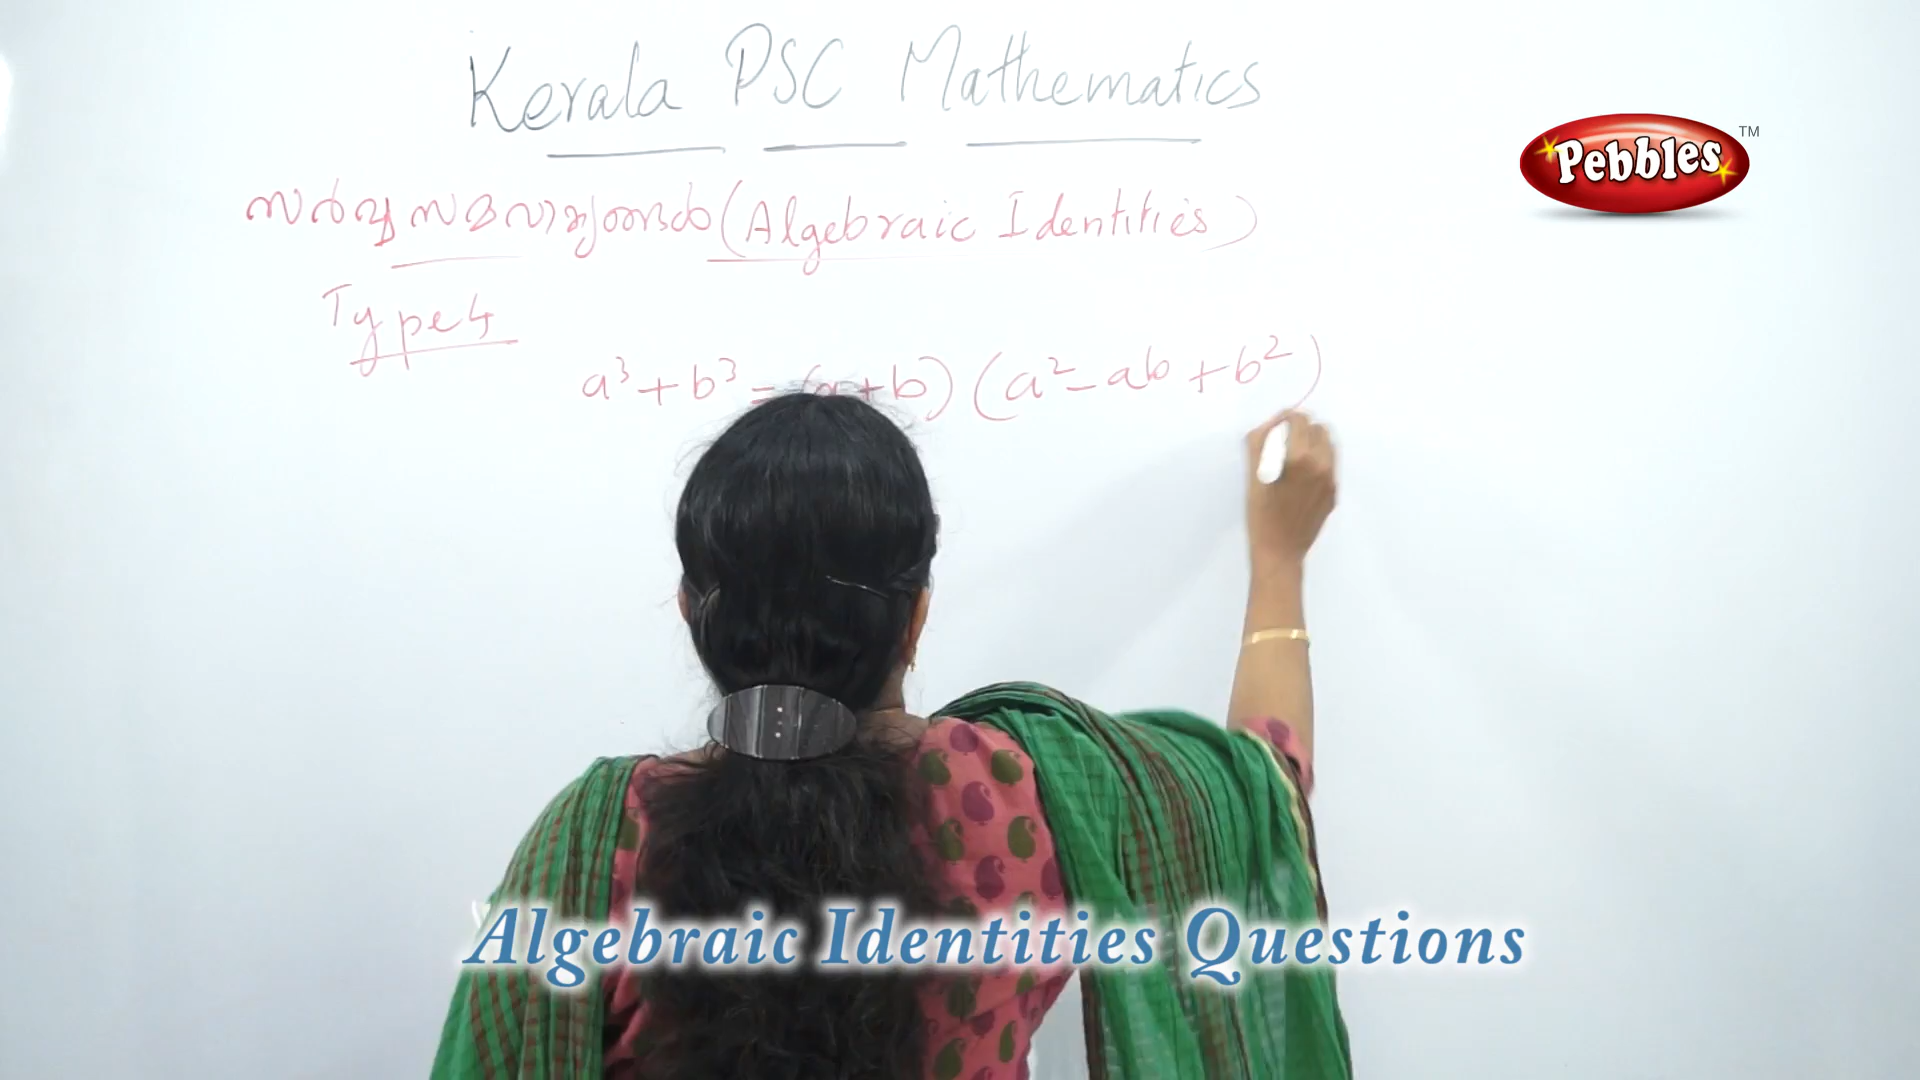 Kerala PSC Mathematics
Pebbles TM
സർവ്വസമവാക്യങ്ങൾ (Algebraic Identities)
Type 4
a³ + b³ = (a+b) (a² - ab + b²)
Algebraic Identities Questions